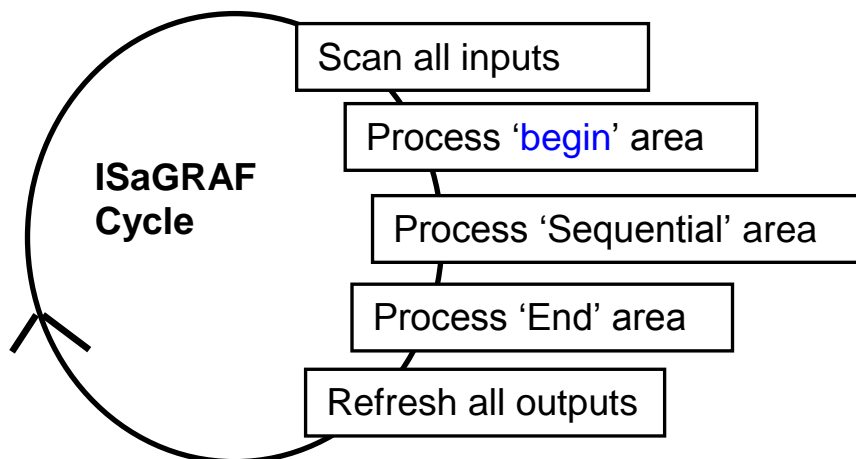 Scan all inputs
Process ‘begin’ area
ISaGRAF
Cycle
Process ‘Sequential’ area
Process ‘End’ area
Refresh all outputs